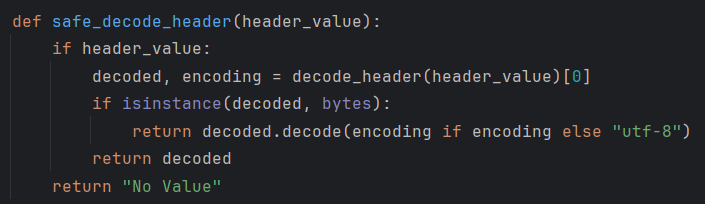 def safe_decode_header(header_value):
    if header_value:
        decoded, encoding = decode_header(header_value)[0]
        if isinstance(decoded, bytes):
            return decoded.decode(encoding if encoding else "utf-8")
        return decoded
    return "No Value"